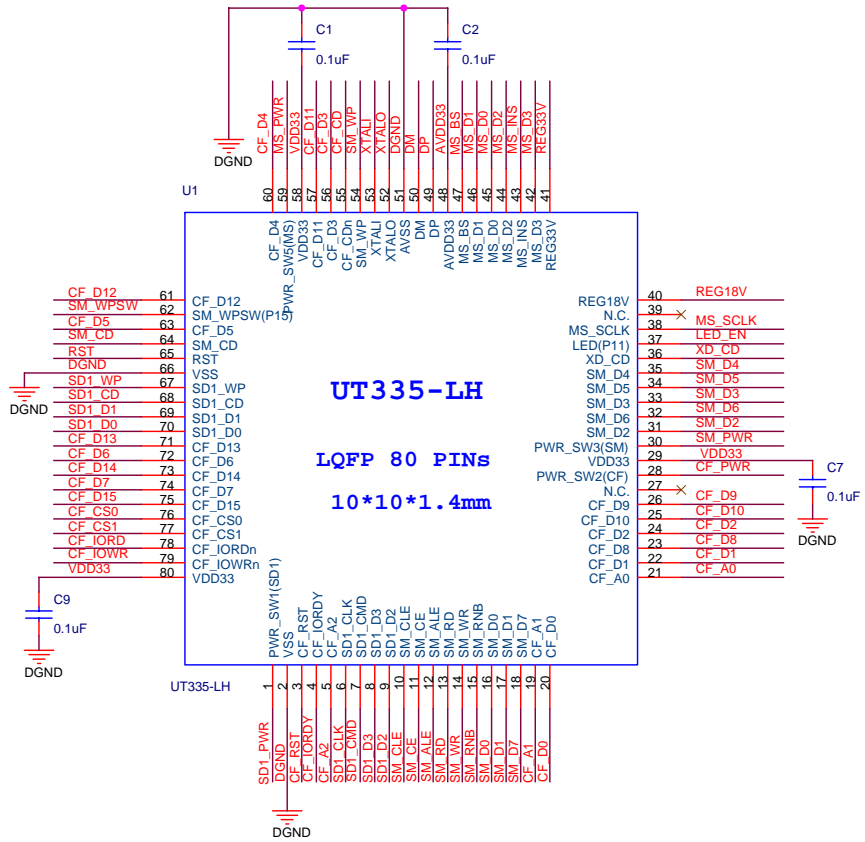 C1
0.1uF
C2
0.1uF
DGND
CF_D4
MS_PWR
VDD33
CF_D11
CF_D3
CF_CD
SM_WP
XTALI
XTALO
DGND
DM
DP
AVDD33
MS_BS
MS_D1
MS_D0
MS_D2
MS_INS
MS_D3
REG33V
U1
60
59
58
57
56
55
54
53
52
51
50
49
48
47
46
45
44
43
42
41
CF_D4
PWR_SW5(MS)
VDD33
CF_D11
CF_D3
CF_CDn
SM_WP
XTALI
XTALO
AVSS
DM
DP
AVDD33
MS_BS
MS_D1
MS_D0
MS_D2
MS_INS
MS_D3
REG33V
CF_D12 61 CF_D12
SM_WPSW 62 SM_WPSW(P15)
CF_D5 63 CF_D5
SM_CD 64 SM_CD
RST 65 RST
DGND 66 VSS
SD1_WP 67 SD1_WP
SD1_CD 68 SD1_CD
SD1_D1 69 SD1_D1
SD1_D0 70 SD1_D0
CF_D13 71 CF_D13
CF_D6 72 CF_D6
CF_D14 73 CF_D14
CF_D7 74 CF_D7
CF_D15 75 CF_D15
CF_CS0 76 CF_CS0
CF_CS1 77 CF_CS1
CF_IORD 78 CF_IORDn
CF_IOWR 79 CF_IOWRn
VDD33 80 VDD33
DGND
C9
0.1uF
DGND
UT335-LH
LQFP 80 PINs
10*10*1.4mm
REG18V 40 REG18V
N.C. 39
MS_SCLK 38 MS_SCLK
LED(P11) 37 LED_EN
XD_CD 36 XD_CD
SM_D4 35 SM_D4
SM_D5 34 SM_D5
SM_D3 33 SM_D3
SM_D6 32 SM_D6
SM_D2 31 SM_D2
PWR_SW3(SM) 30 SM_PWR
VDD33 29 VDD33
PWR_SW2(CF) 28 CF_PWR
N.C. 27
CF_D9 26 CF_D9
CF_D10 25 CF_D10
CF_D2 24 CF_D2
CF_D8 23 CF_D8
CF_D1 22 CF_D1
CF_A0 21 CF_A0
C7
0.1uF
DGND
PWR_SW1(SD1)
VSS
CF_RST
CF_IORDY
CF_A2
SD1_CLK
SD1_CMD
SD1_D3
SD1_D2
SM_CLE
SM_CE
SM_ALE
SM_RD
SM_WR
SM_RNB
SM_D0
SM_D1
SM_D7
CF_A1
CF_D0
UT335-LH
1
2
3
4
5
6
7
8
9
10
11
12
13
14
15
16
17
18
19
20
SD1_PWR
DGND
CF_RST
CF_IORDY
CF_A2
SD1_CLK
SD1_CMD
SD1_D3
SD1_D2
SM_CLE
SM_CE
SM_ALE
SM_RD
SM_WR
SM_RNB
SM_D0
SM_D1
SM_D7
CF_A1
CF_D0
DGND